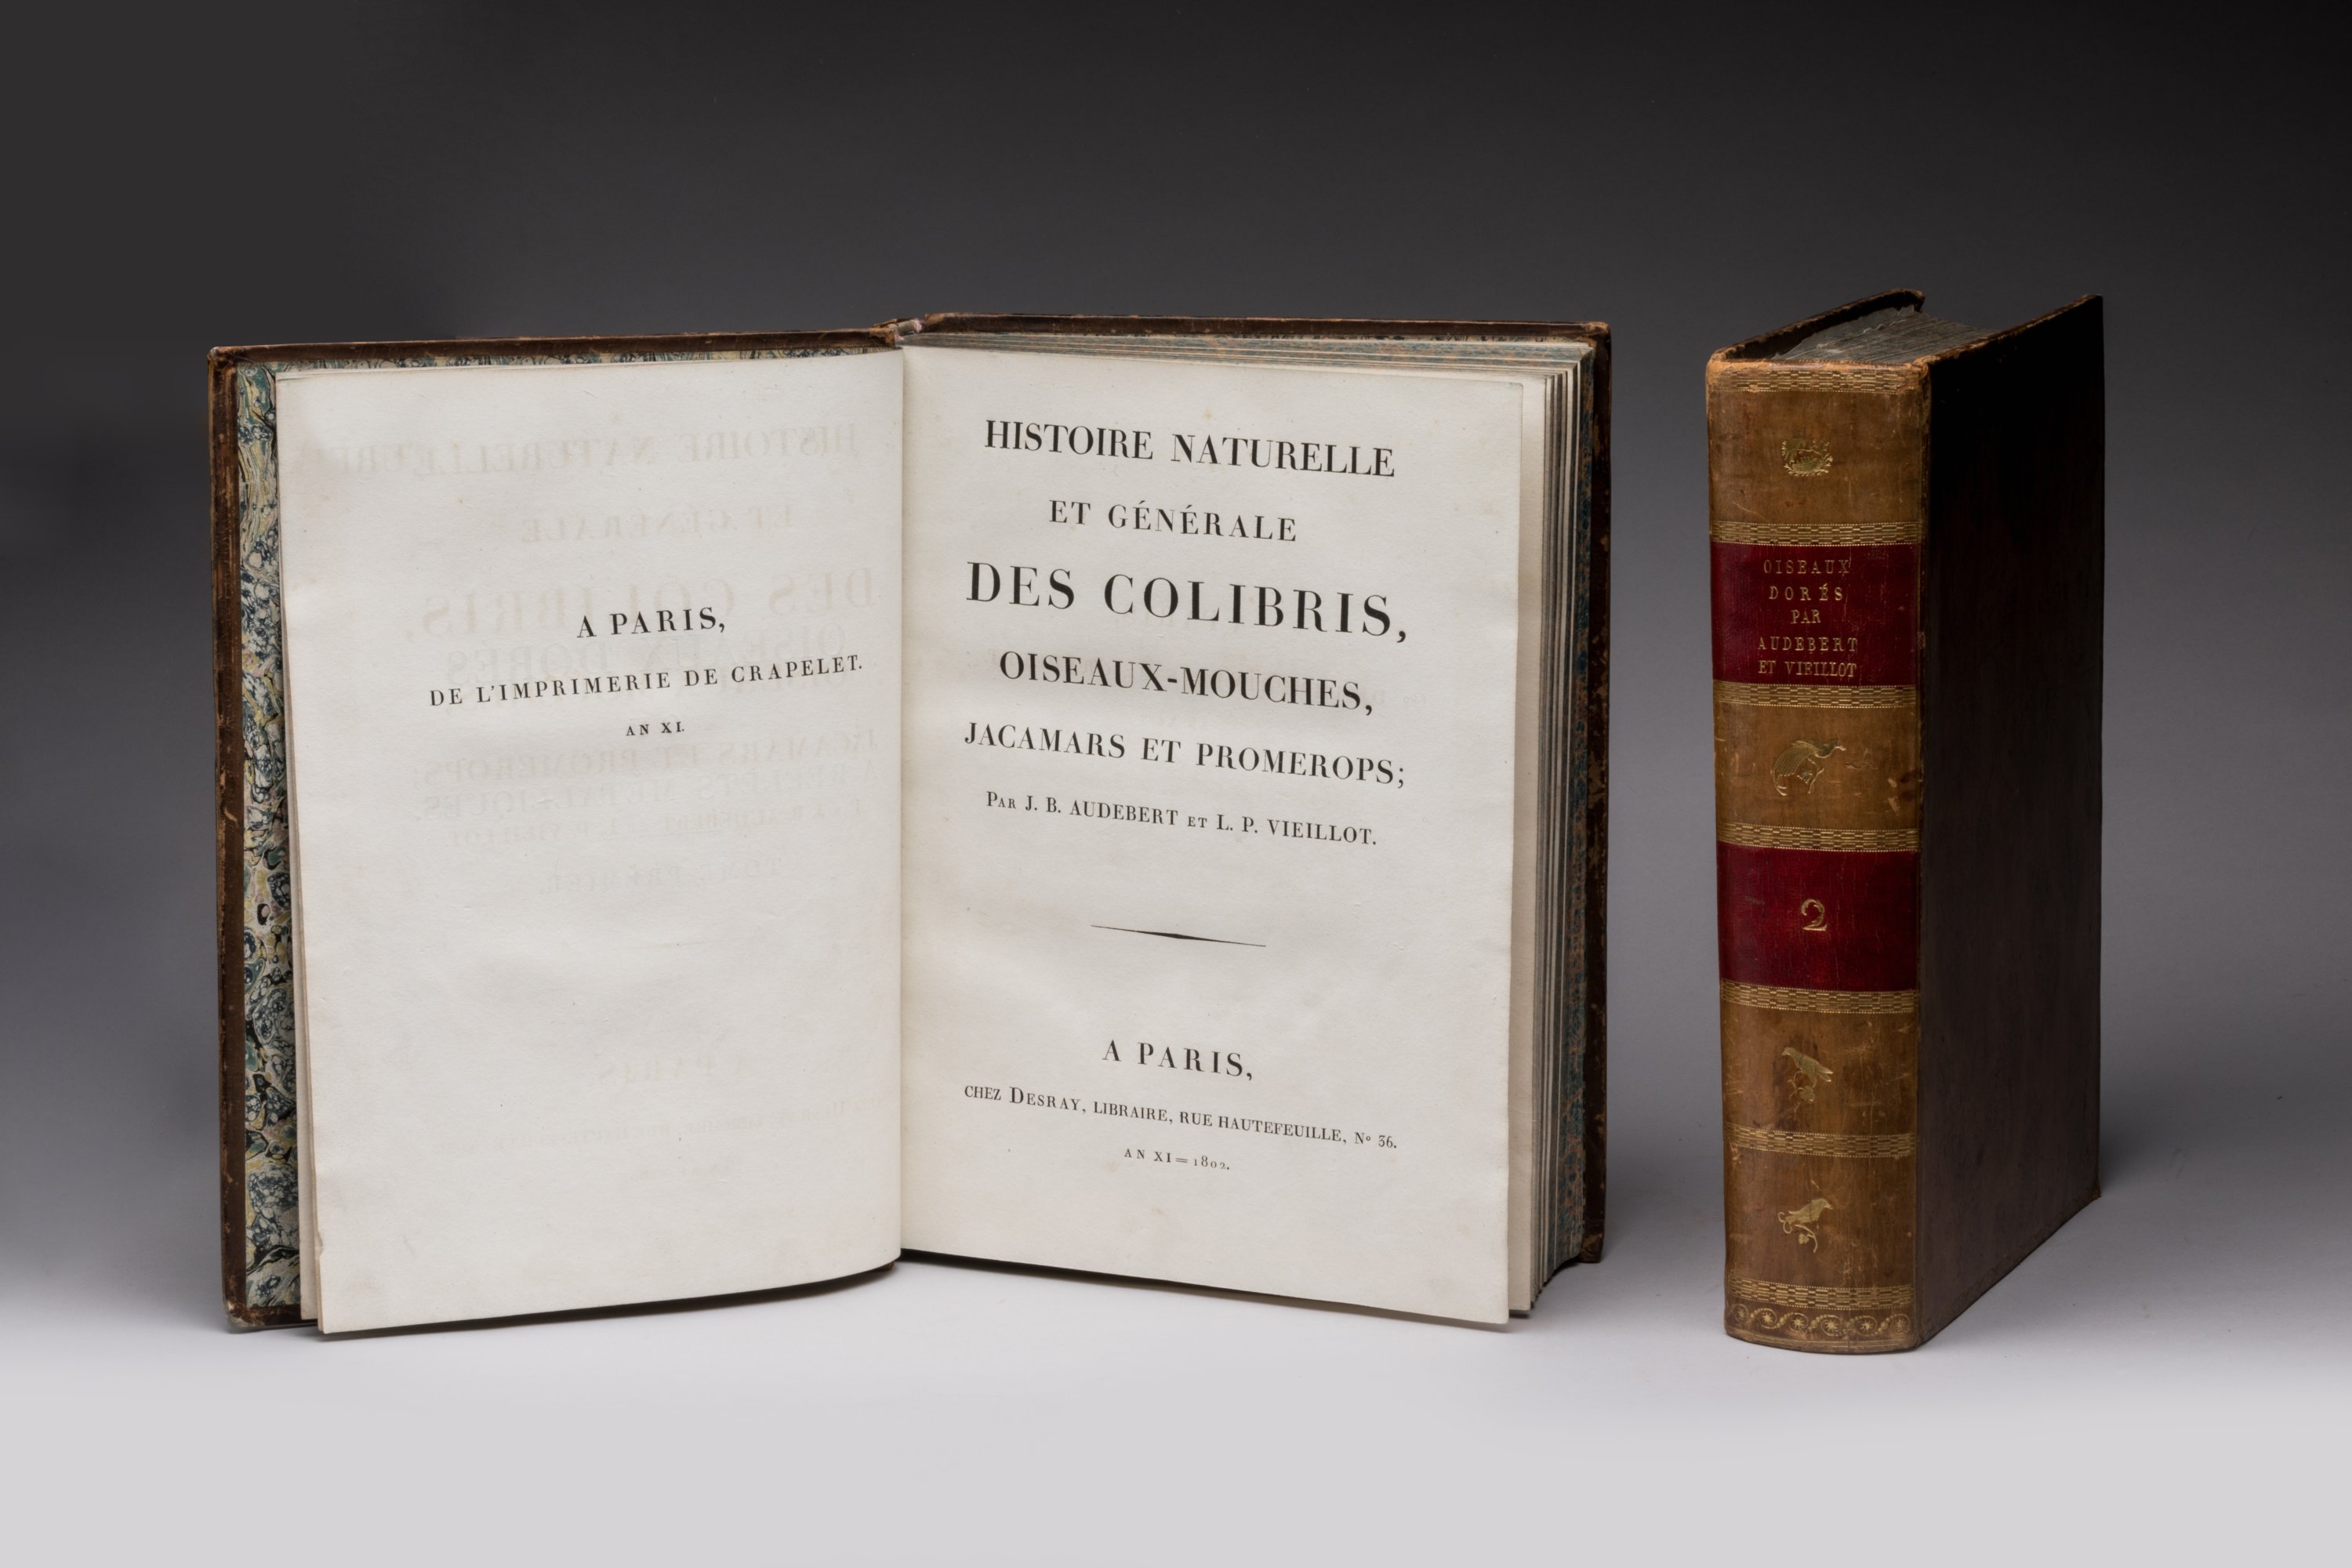 A PARIS,
DE L'IMPRIMERIE DE CRAPELET.
AN XI.
HISTOIRE NATURELLE
ET GÉNÉRALE
DES COLIBRIS,
OISEAUX-MOUCHES,
JACAMARS ET PROMEROPS;
PAR J. B. AUDEBERT ET L. P. VIEILLOT.
A PARIS,
CHEZ DESRAY, LIBRAIRE, RUE HAUTEFEUILLE, Nº 36.
AN XI = 1802.
OISEAUX
DORÉS
PAR
AUDEBERT
ET VIEILLOT
2